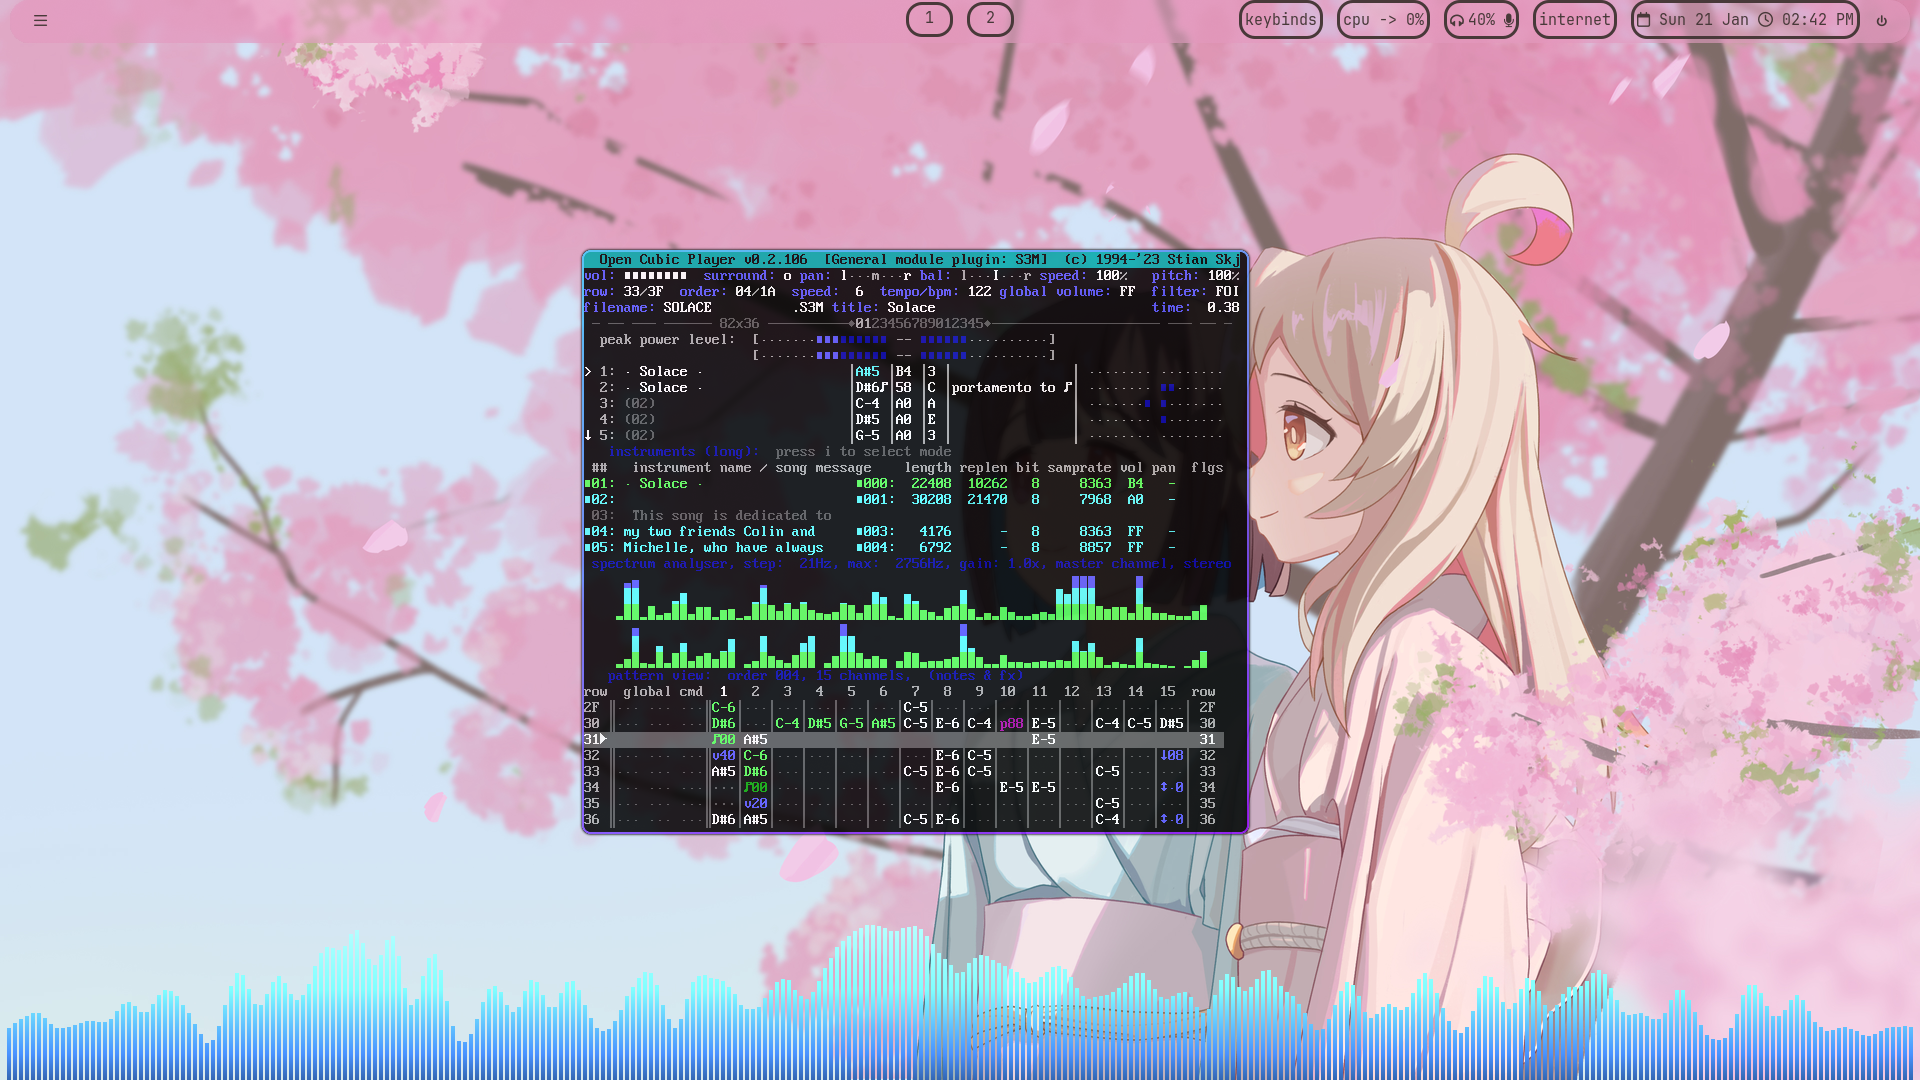 1 2 keybinds cpu -> 0% 40% internet Sun 21 Jan 02:42 PM
Open Cubic Player v0.2.106 [General module plugin: S3M] (c) 1994-'23 Stian Skj
vol: surround: o pan: l···m···r bal: l···I···r speed: 100% pitch: 100%
row: 33/3F order: 04/1A speed: 6 tempo/bpm: 122 global volume: FF filter: FOI
filename: SOLACE .S3M title: Solace time: 0.38
82x36 0123456789012345
peak power level: [······· -- ··········]
[······· -- ··········]
> 1: · Solace · A#5 B4 3
2: · Solace · D#6♪ 58 C portamento to ♪
3: (02) C-4 A0 A
4: (02) D#5 A0 E
↓ 5: (02) G-5 A0 3
instruments (long): press i to select mode
## instrument name / song message length replen bit samprate vol pan flgs
■01: · Solace · ■000: 22408 10262 8 8363 B4 -
■02: ■001: 30208 21470 8 7968 A0 -
03: This song is dedicated to
■04: my two friends Colin and ■003: 4176 - 8 8363 FF -
■05: Michelle, who have always ■004: 6792 - 8 8857 FF -
spectrum analyser, step: 21Hz, max: 2756Hz, gain: 1.0x, master channel, stereo
pattern view: order 004, 15 channels, (notes & fx)
row global cmd 1 2 3 4 5 6 7 8 9 10 11 12 13 14 15 row
2F C-6 C-5 2F
30 D#6 C-4 D#5 G-5 A#5 C-5 E-6 C-4 p88 E-5 C-4 C-5 D#5 30
31 ♪00 A#5 E-5 31
32 v40 C-6 E-6 C-5 ↓08 32
33 A#5 D#6 C-5 E-6 C-5 C-5 33
34 ♪00 E-6 E-5 E-5 ↕ 0 34
35 v20 C-5 35
36 D#6 A#5 C-5 E-6 C-4 ↕ 0 36